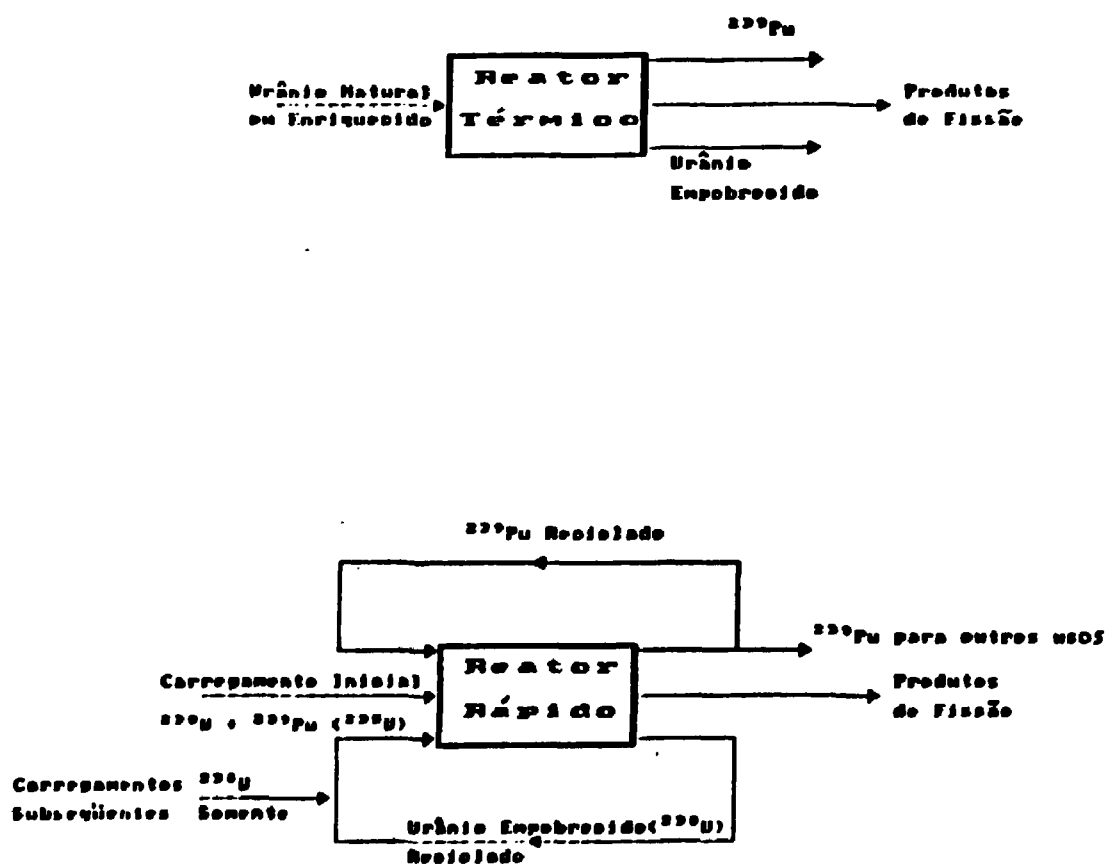 ²³⁹Pu
Reator
Térmico
Urânio Natural
ou Enriquecido
Produtos
de Fissão
Urânio
Empobrecido
²³⁹Pu Reciclado
Reator
Rápido
²³⁹Pu para outros usos
Carregamento Inicial
²³⁸U + ²³⁹Pu (²³⁵U)
Produtos
de Fissão
Carregamentos ²³⁸U
Subseqüentes Somente
Urânio Empobrecido(²³⁸U)
Reciclado